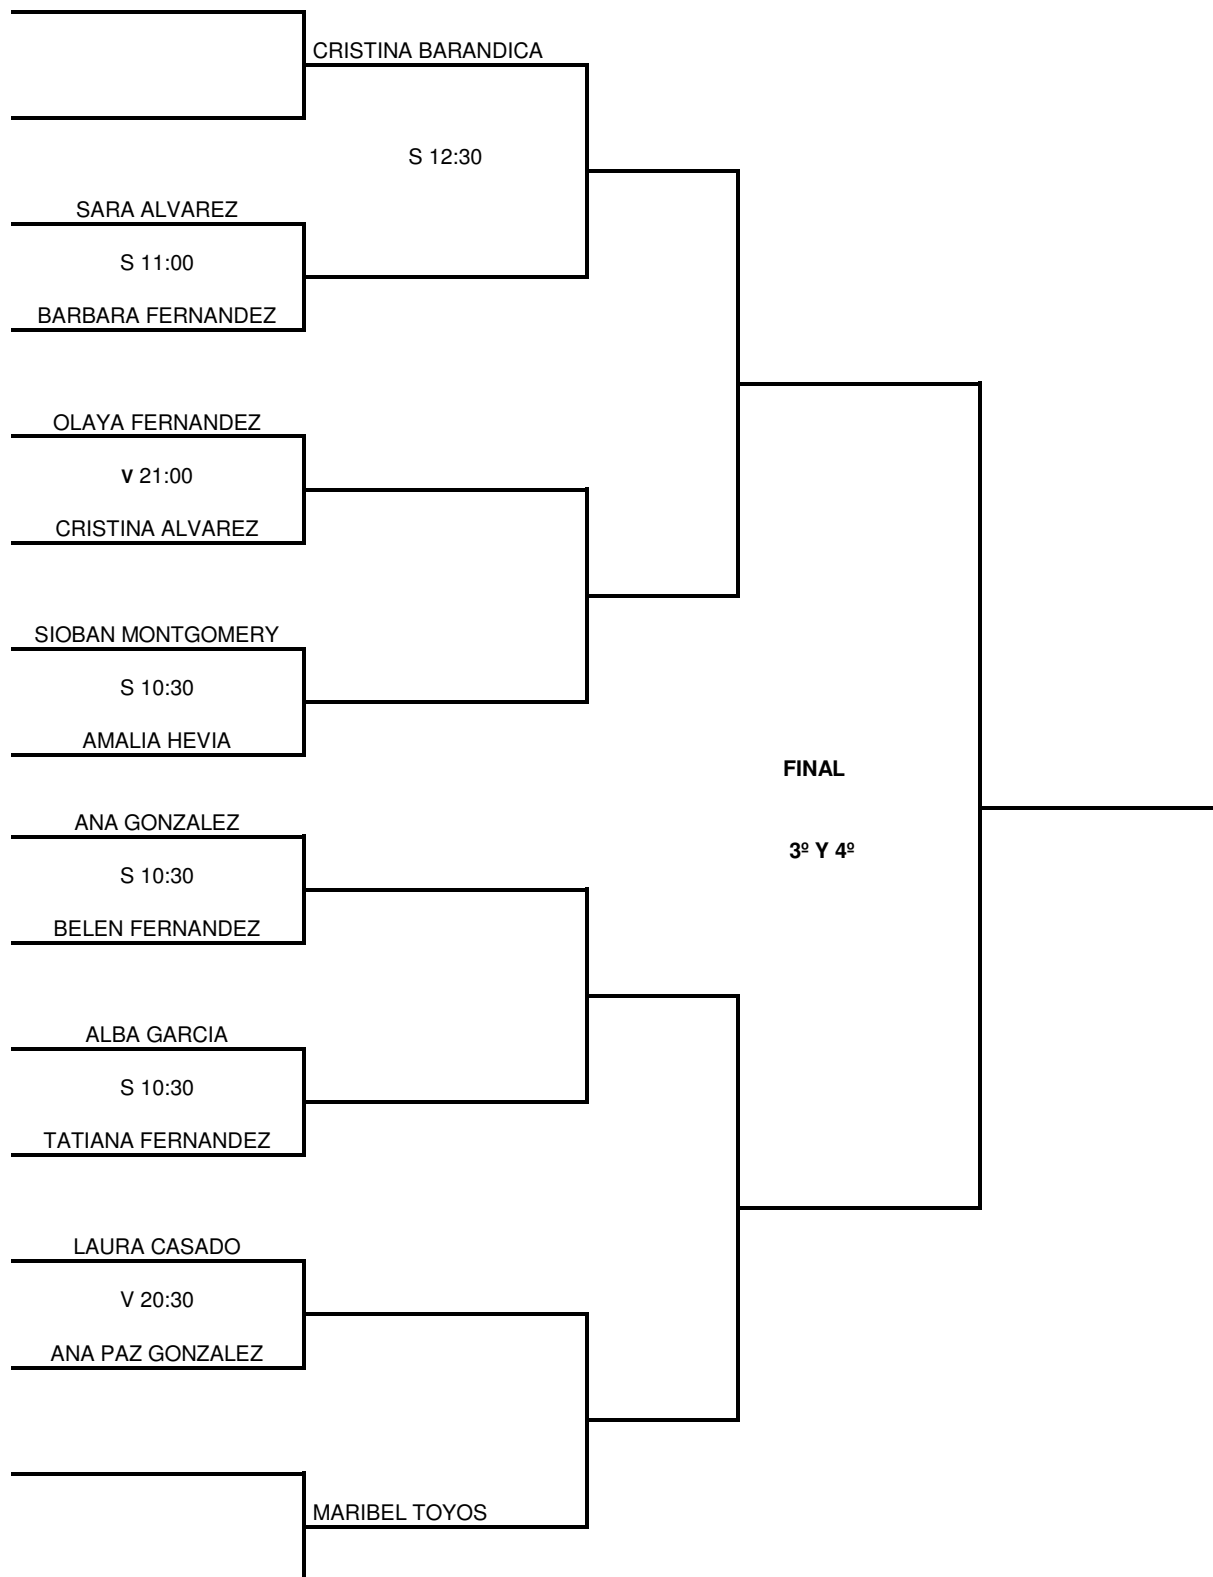 CRISTINA BARANDICA
S 12:30
SARA ALVAREZ
S 11:00
BARBARA FERNANDEZ
OLAYA FERNANDEZ
V 21:00
CRISTINA ALVAREZ
SIOBAN MONTGOMERY
S 10:30
AMALIA HEVIA
FINAL
ANA GONZALEZ
3º Y 4º
S 10:30
BELEN FERNANDEZ
ALBA GARCIA
S 10:30
TATIANA FERNANDEZ
LAURA CASADO
V 20:30
ANA PAZ GONZALEZ
MARIBEL TOYOS